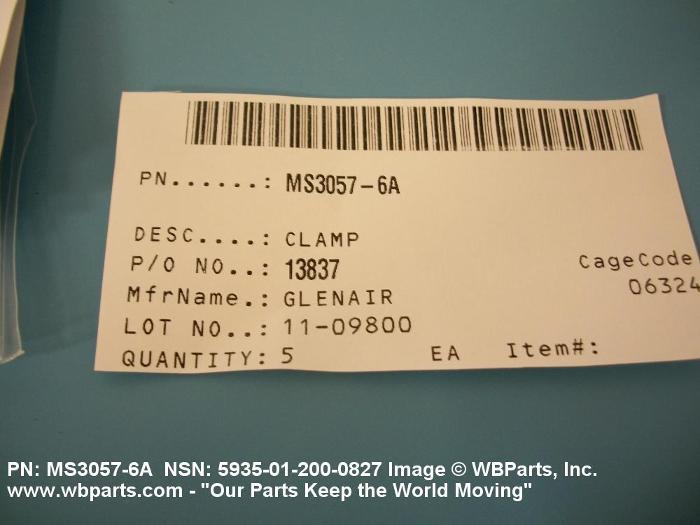 PN......: MS3057-6A
DESC....: CLAMP
P/O NO..: 13837
CageCode
MfrName.: GLENAIR
06324
LOT NO..: 11-09800
QUANTITY: 5 EA Item#:
PN: MS3057-6A NSN: 5935-01-200-0827 Image © WBParts, Inc.
www.wbparts.com - "Our Parts Keep the World Moving"